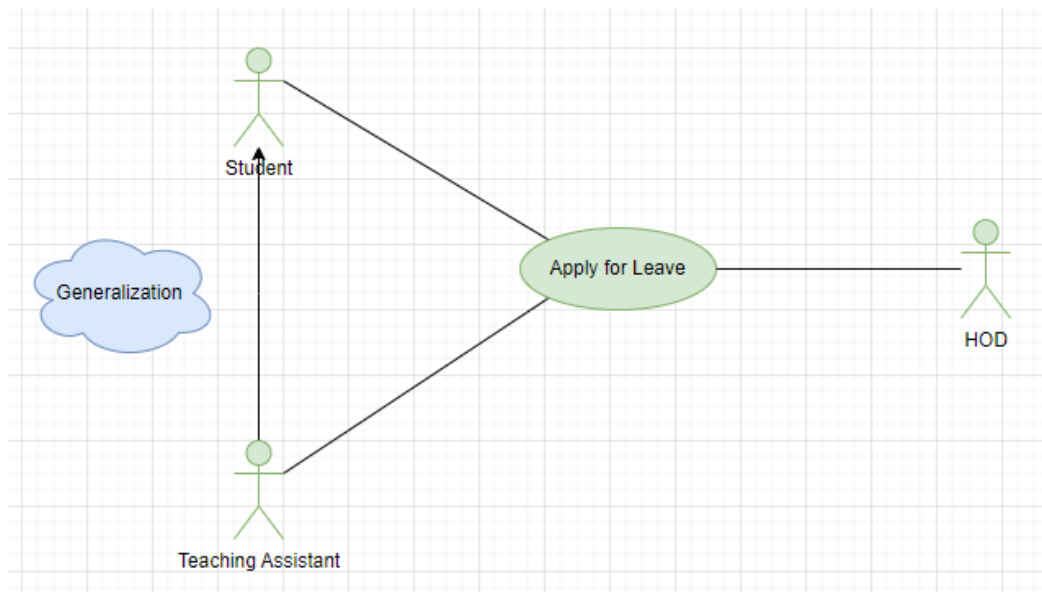 Student
Apply for Leave
Generalization
HOD
Teaching Assistant